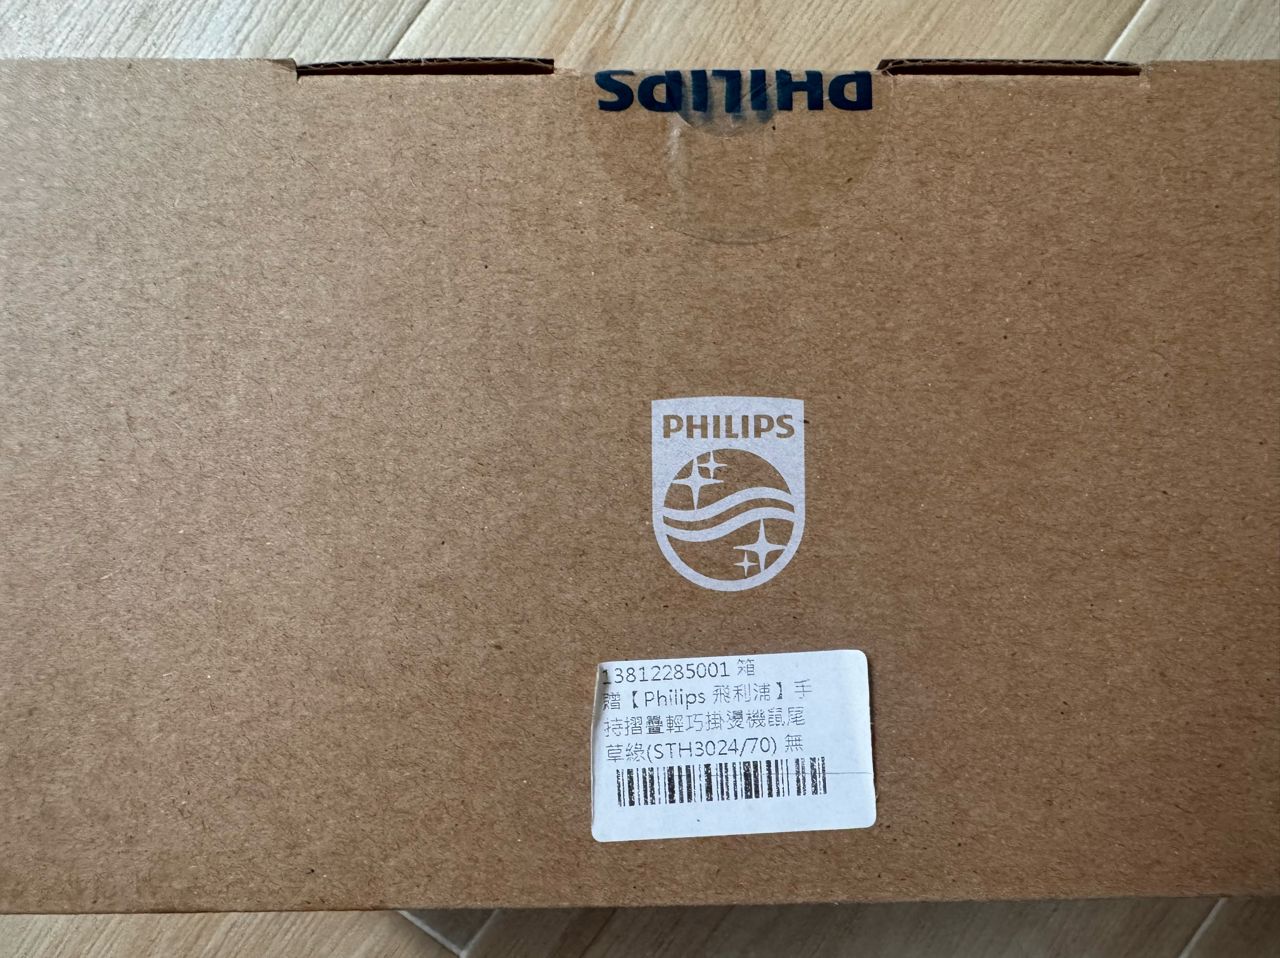 PHILIPS
PHILIPS
13812285001 箱
贈【Philips 飛利浦】手
持摺疊輕巧掛燙機鼠尾
草綠(STH3024/70) 無